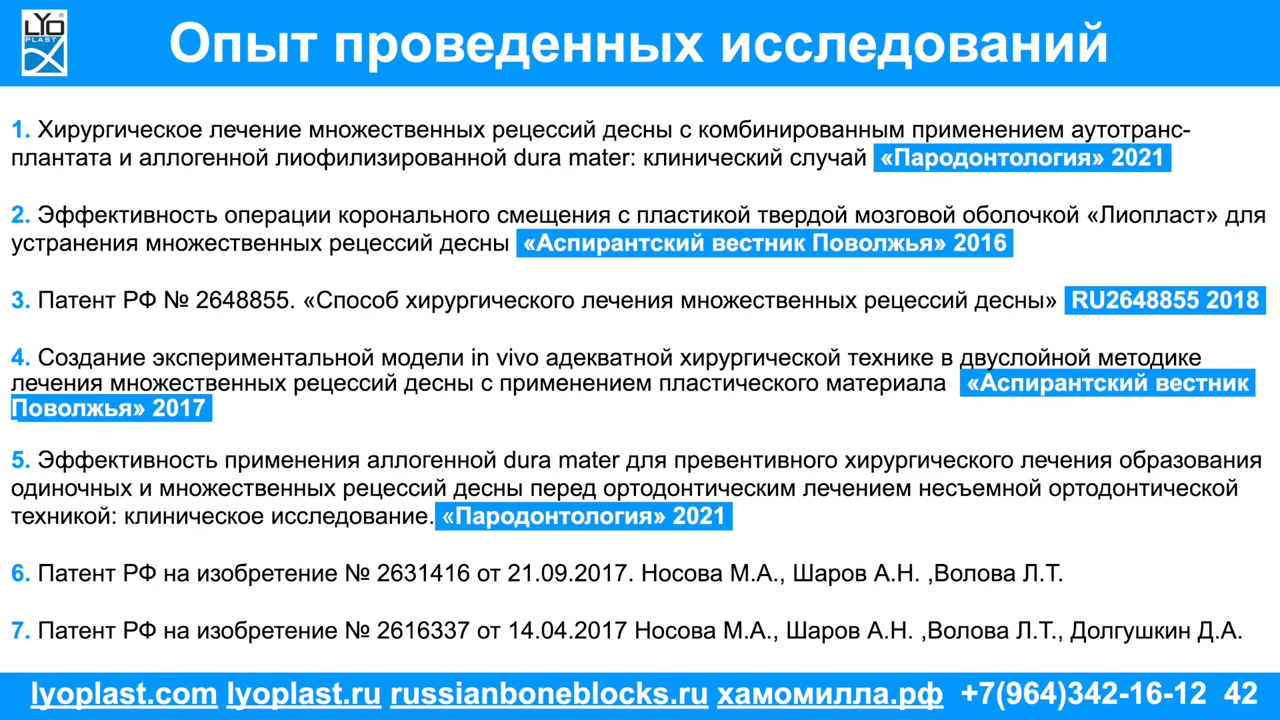 LYO
PLAST
Опыт проведенных исследований
1. Хирургическое лечение множественных рецессий десны с комбинированным применением аутотранс-
плантата и аллогенной лиофилизированной dura mater: клинический случай «Пародонтология» 2021
2. Эффективность операции коронального смещения с пластикой твердой мозговой оболочкой «Лиопласт» для
устранения множественных рецессий десны «Аспирантский вестник Поволжья» 2016
3. Патент РФ № 2648855. «Способ хирургического лечения множественных рецессий десны» RU2648855 2018
4. Создание экспериментальной модели in vivo адекватной хирургической технике в двуслойной методике
лечения множественных рецессий десны с применением пластического материала «Аспирантский вестник
Поволжья» 2017
5. Эффективность применения аллогенной dura mater для превентивного хирургического лечения образования
одиночных и множественных рецессий десны перед ортодонтическим лечением несъемной ортодонтической
техникой: клиническое исследование. «Пародонтология» 2021
6. Патент РФ на изобретение № 2631416 от 21.09.2017. Носова М.А., Шаров А.Н. ,Волова Л.Т.
7. Патент РФ на изобретение № 2616337 от 14.04.2017 Носова М.А., Шаров А.Н. ,Волова Л.Т., Долгушкин Д.А.
lyoplast.com lyoplast.ru russianboneblocks.ru хамомилла.рф +7(964)342-16-12 42